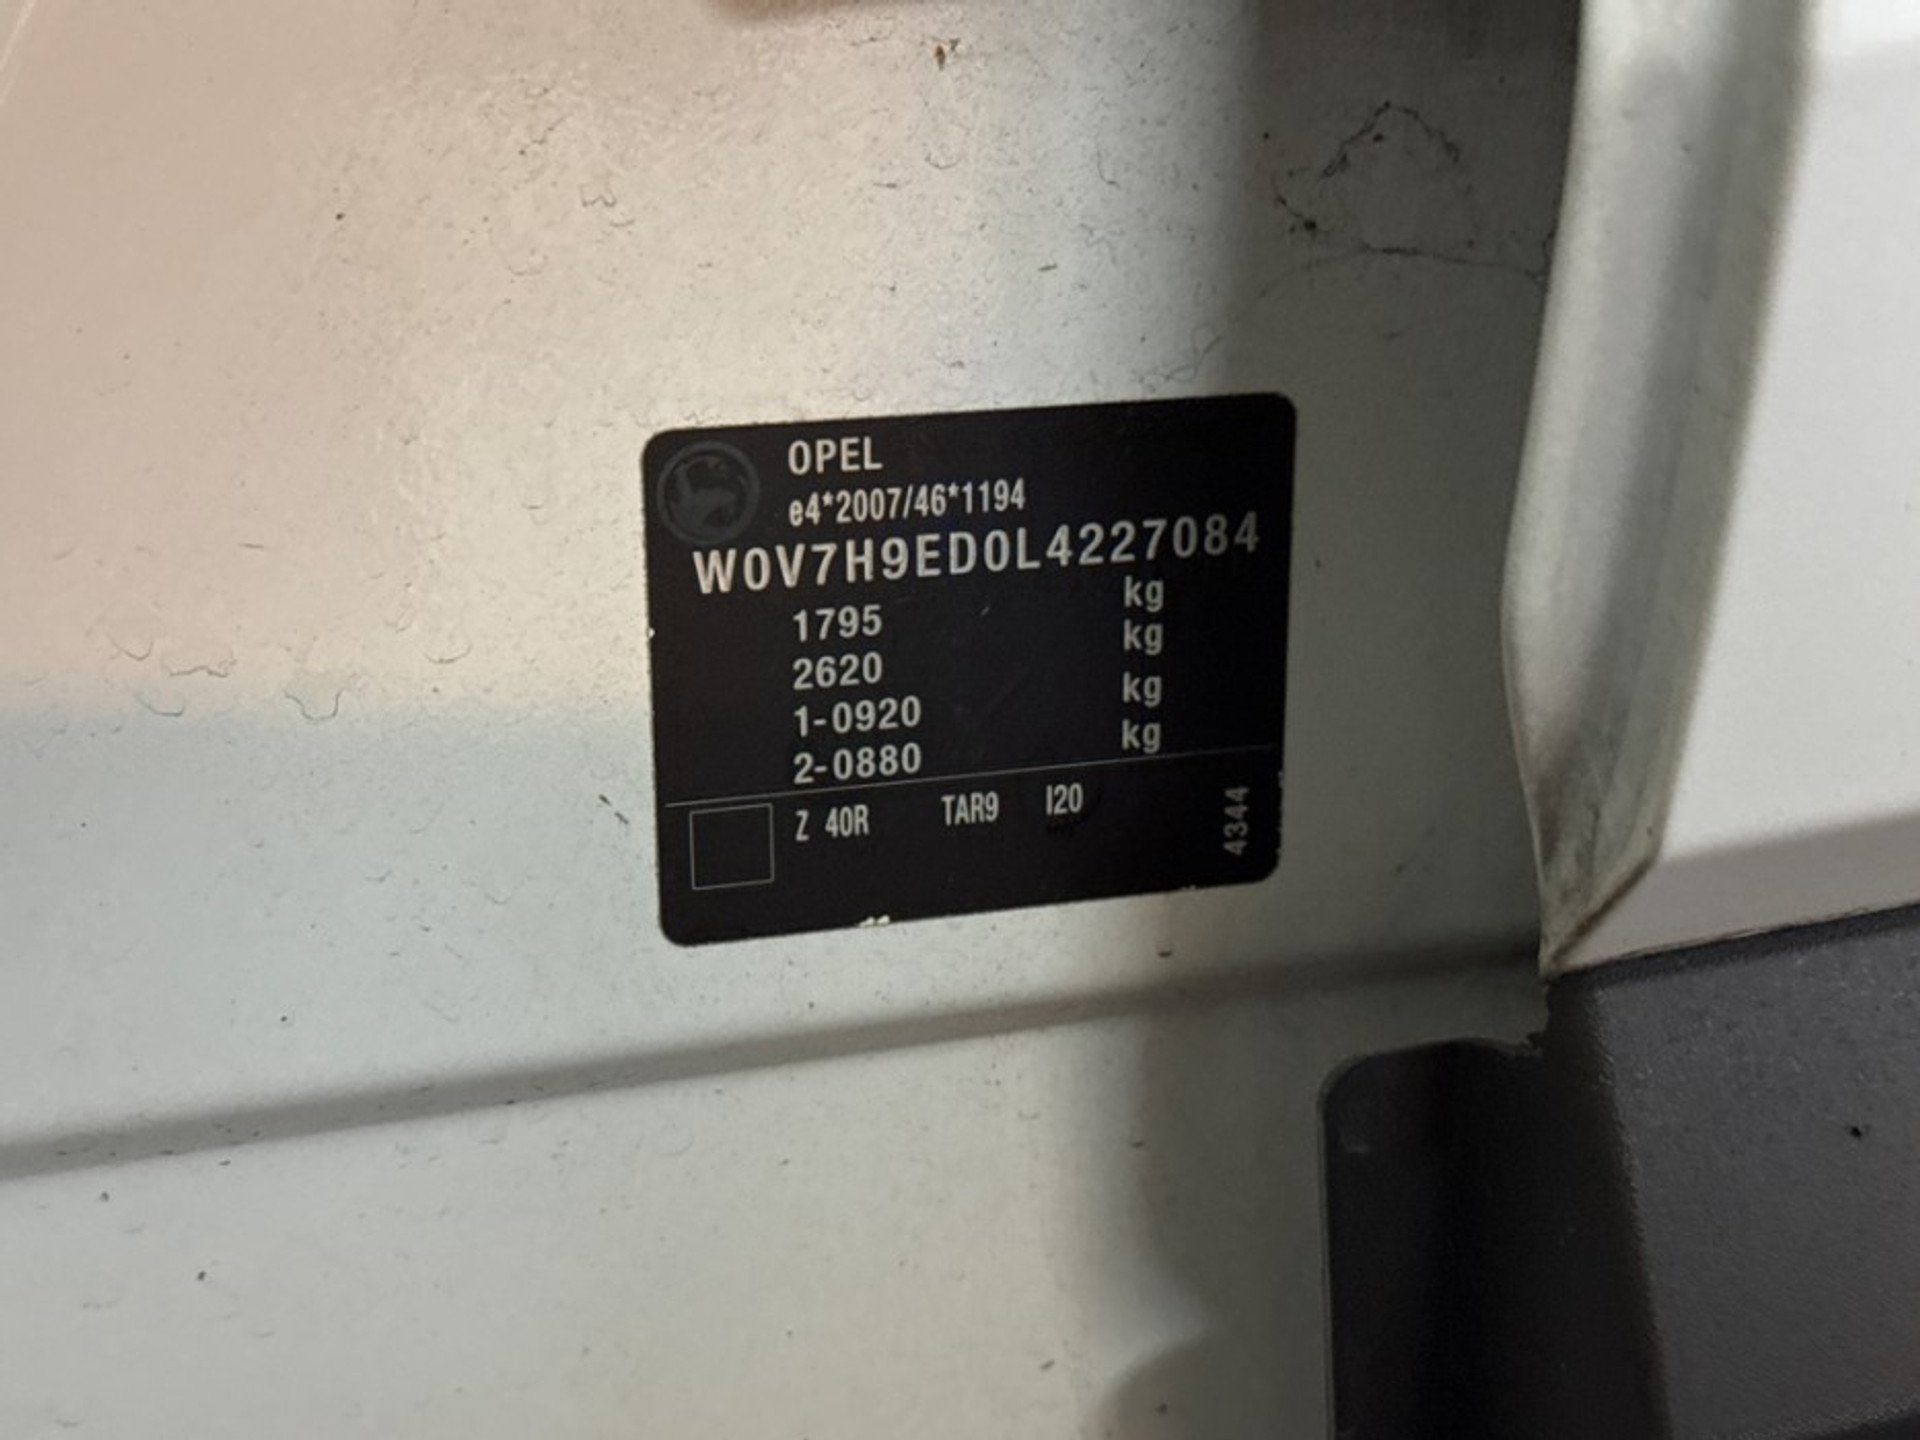 OPEL
e4*2007/46*1194
W0V7H9ED0L4227084
1795 kg
2620 kg
1-0920 kg
2-0880 kg
Z 40R TAR9 I20
4344